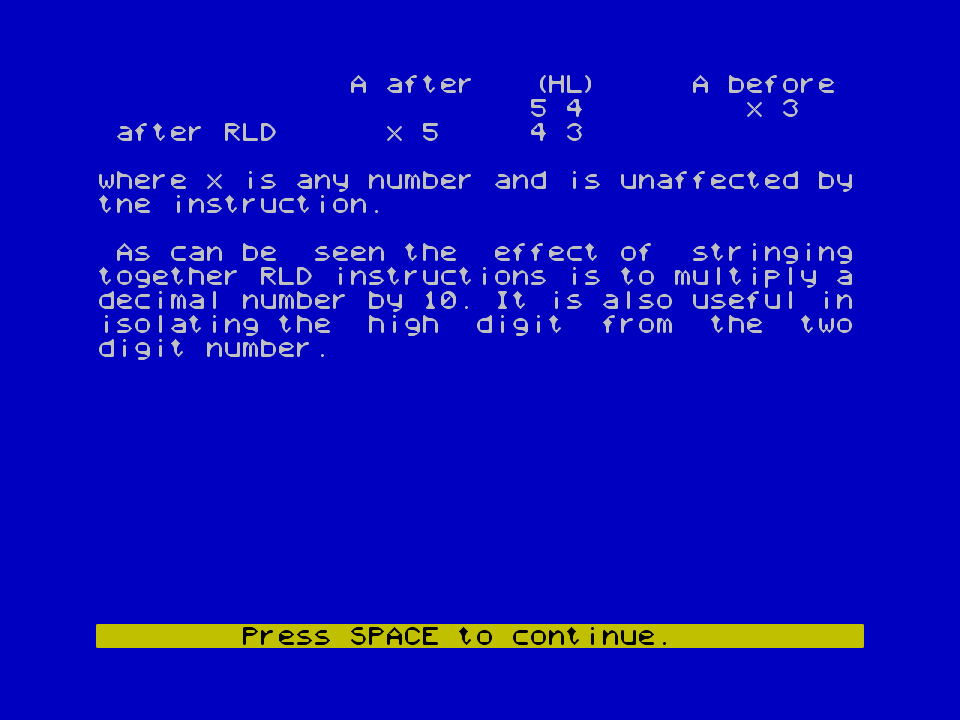 A after (HL) A before
5 4 x 3
after RLD x 5 4 3
where x is any number and is unaffected by
tne instruction.
As can be seen the effect of stringing
together RLD instructions is to multiply a
decimal number by 10. It is also useful in
isolating the high digit from the two
digit number.
Press SPACE to continue.